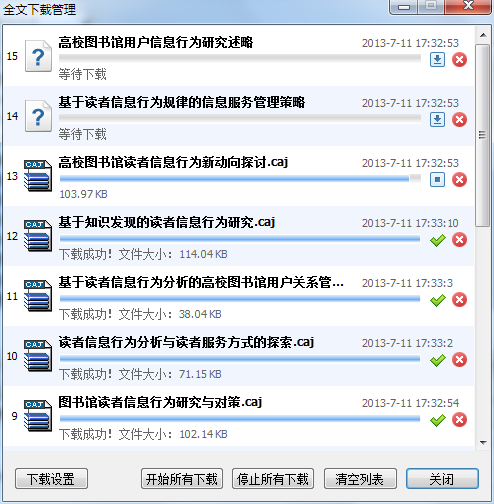 全文下载管理
15 高校图书馆用户信息行为研究述略 2013-7-11 17:32:53
等待下载
14 基于读者信息行为规律的信息服务管理策略 2013-7-11 17:32:53
等待下载
13 高校图书馆读者信息行为新动向探讨.caj 2013-7-11 17:32:53
CAJ
103.97 KB
12 基于知识发现的读者信息行为研究.caj 2013-7-11 17:33:10
CAJ
下载成功！文件大小：114.04 KB
11 基于读者信息行为分析的高校图书馆用户关系管... 2013-7-11 17:33:3
CAJ
下载成功！文件大小：38.04 KB
10 读者信息行为分析与读者服务方式的探索.caj 2013-7-11 17:33:2
CAJ
下载成功！文件大小：71.15 KB
9 图书馆读者信息行为研究与对策.caj 2013-7-11 17:32:54
CAJ
下载成功！文件大小：102.14 KB
下载设置 开始所有下载 停止所有下载 清空列表 关闭